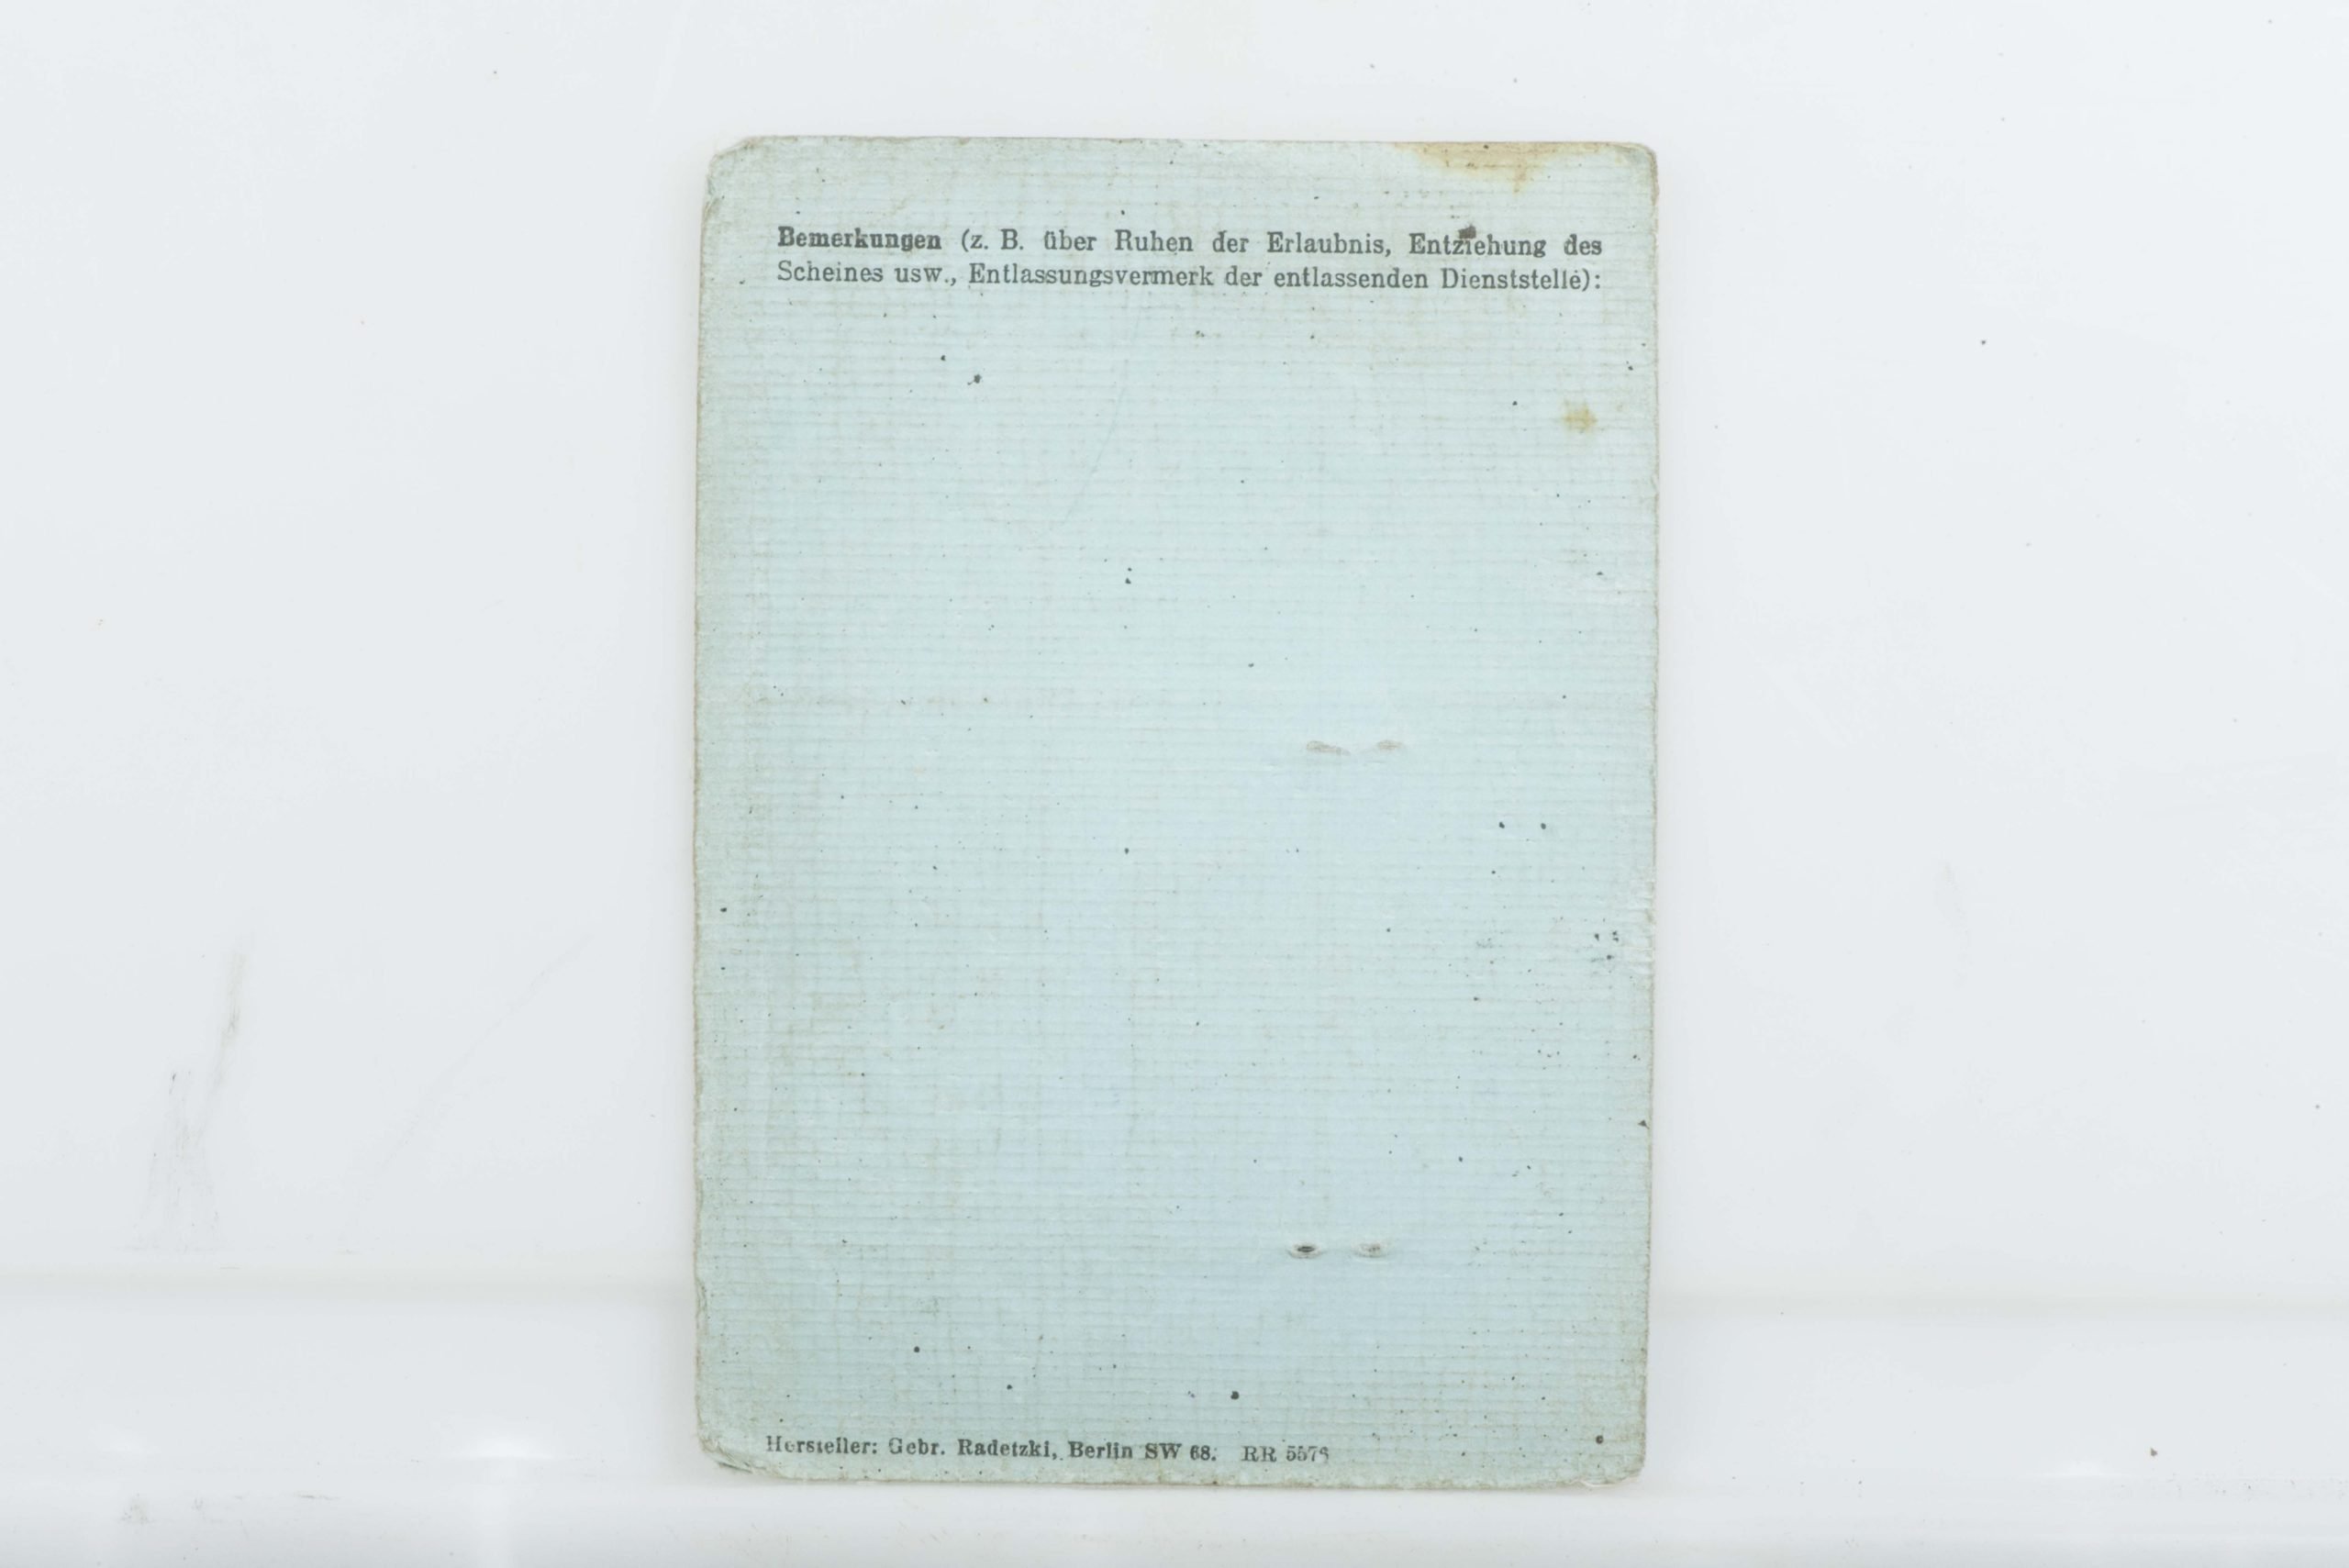 Bemerkungen (z. B. über Ruhen der Erlaubnis, Entziehung des
Scheines usw., Entlassungsvermerk der entlassenden Dienststelle):
Hersteller: Gebr. Radetzki, Berlin SW 68. RR